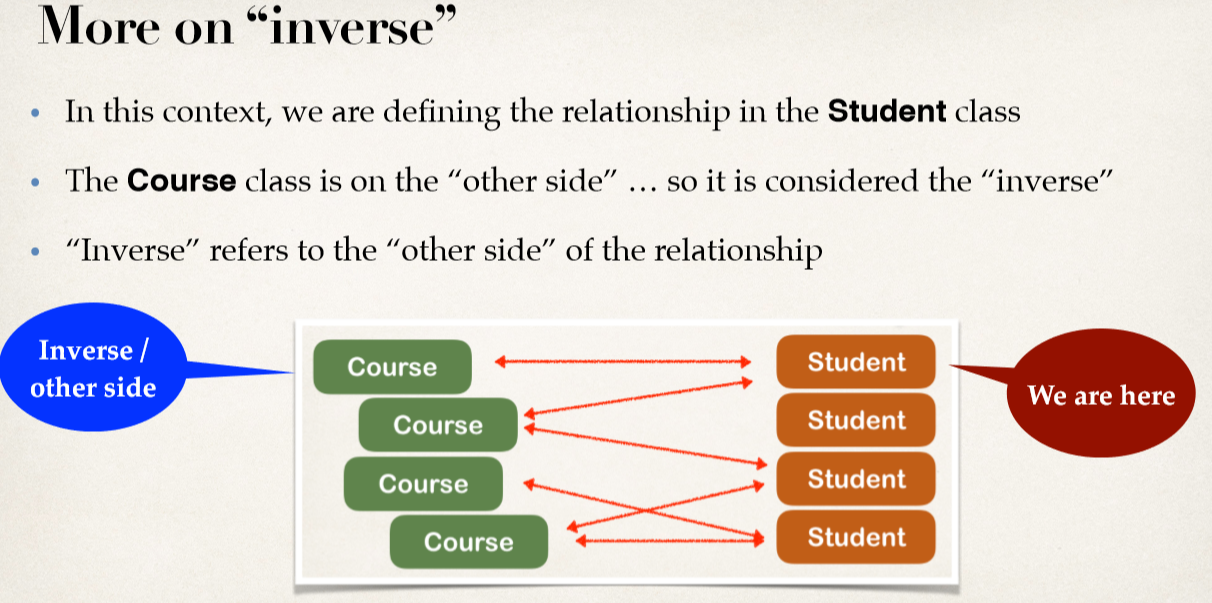 More on “inverse”
• In this context, we are defining the relationship in the Student class
• The Course class is on the “other side” … so it is considered the “inverse”
• “Inverse” refers to the “other side” of the relationship
Inverse /
other side
Course
Course
Course
Course
Student
Student
Student
Student
We are here